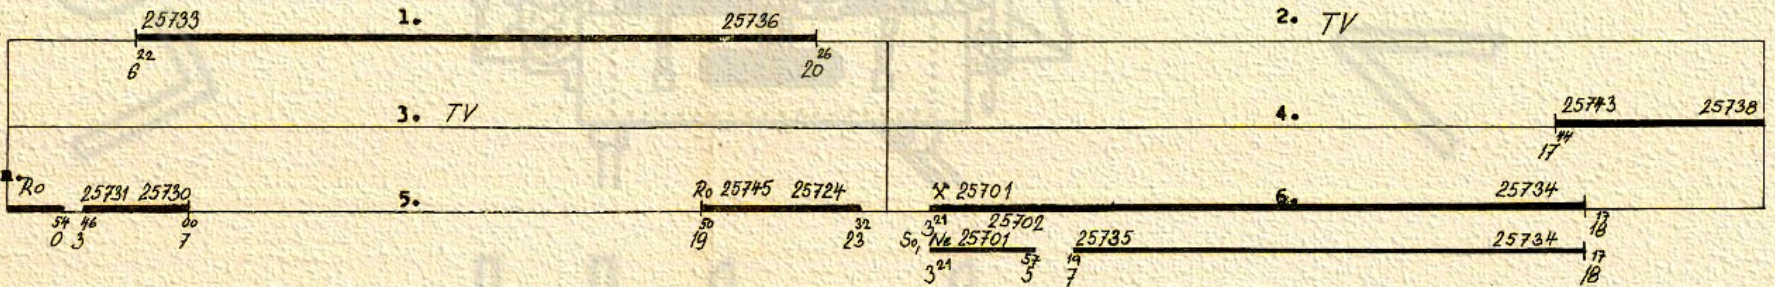 25733 1. 25736 2. TV
6 22 20 26
3. TV 4. 25743 25738
17 44
Ro 25731 25730 5. Ro 25745 25724 ⚒ 25701 6. 25734
0 54 3 46 7 00 19 50 23 32 3 21 25702 18 17
So, Ne 25701 25735 25734
3 21 5 57 7 19 18 17